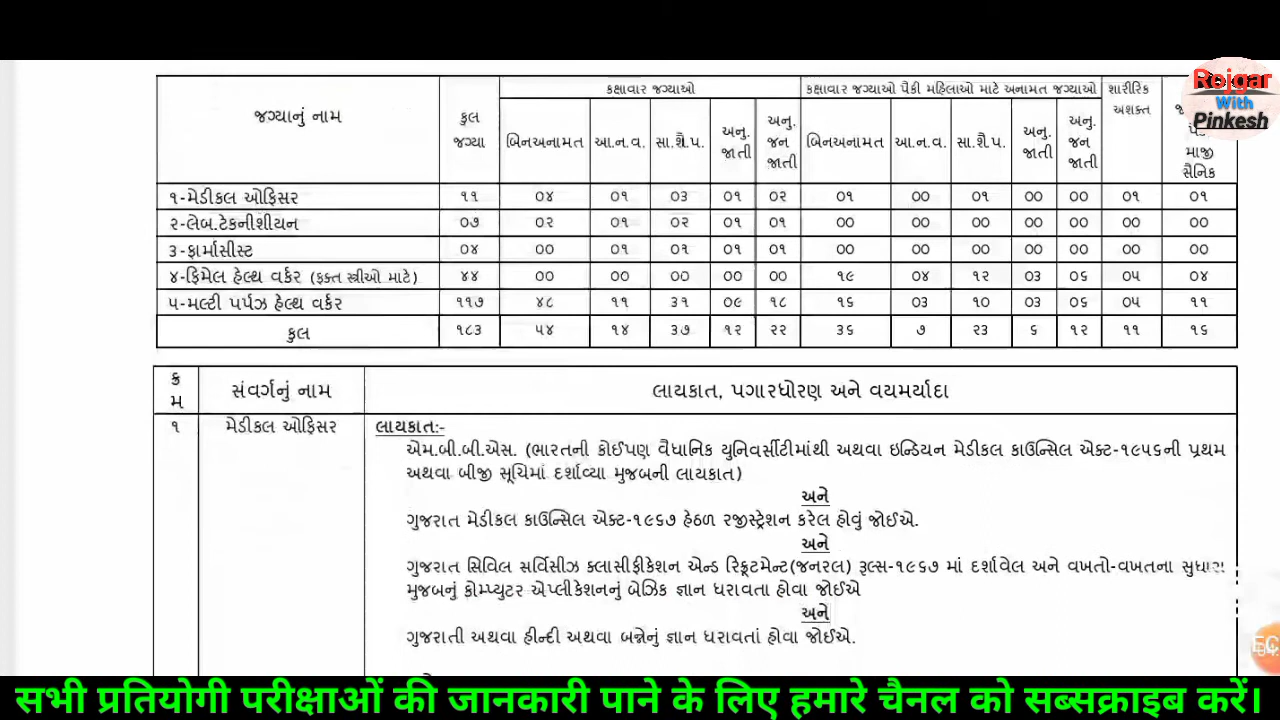 કક્ષાવાર જગ્યાઓ કક્ષાવાર જગ્યાઓ પૈકી મહિલાઓ માટે અનામત જગ્યાઓ શારીરિક અશક્ત
Rojgar
With
Pinkesh
જગ્યાનું નામ કુલ જગ્યા બિનઅનામત આ.ન.વ. સા.શૈ.પ. અનુ. જાતી અનુ. જન જાતી બિનઅનામત આ.ન.વ. સા.શૈ.પ. અનુ. જાતી અનુ. જન જાતી માજી સૈનિક
૧-મેડીકલ ઓફિસર ૧૧ ૦૪ ૦૧ ૦૩ ૦૧ ૦૨ ૦૧ ૦૦ ૦૧ ૦૦ ૦૦ ૦૧ ૦૧
૨-લેબ.ટેકનીશીયન ૦૭ ૦૨ ૦૧ ૦૨ ૦૧ ૦૧ ૦૦ ૦૦ ૦૦ ૦૦ ૦૦ ૦૦ ૦૦
૩-ફાર્માસીસ્ટ ૦૪ ૦૦ ૦૧ ૦૧ ૦૧ ૦૧ ૦૦ ૦૦ ૦૦ ૦૦ ૦૦ ૦૦ ૦૦
૪-ફિમેલ હેલ્થ વર્કર (ફક્ત સ્ત્રીઓ માટે) ૪૪ ૦૦ ૦૦ ૦૦ ૦૦ ૦૦ ૧૯ ૦૪ ૧૨ ૦૩ ૦૬ ૦૫ ૦૪
૫-મલ્ટી પર્પઝ હેલ્થ વર્કર ૧૧૭ ૪૮ ૧૧ ૩૧ ૦૯ ૧૮ ૧૬ ૦૩ ૧૦ ૦૩ ૦૬ ૦૫ ૧૧
કુલ ૧૮૩ ૫૪ ૧૪ ૩૭ ૧૨ ૨૨ ૩૬ ૭ ૨૩ ૬ ૧૨ ૧૧ ૧૬
ક્રમ સંવર્ગનું નામ લાયકાત, પગારધોરણ અને વયમર્યાદા
૧ મેડીકલ ઓફિસર લાયકાતઃ-
એમ.બી.બી.એસ. (ભારતની કોઈપણ વૈધાનિક યુનિવર્સીટીમાંથી અથવા ઇન્ડિયન મેડીકલ કાઉન્સિલ એક્ટ-૧૯૫૬ની પ્રથમ
અથવા બીજી સૂચિમાં દર્શાવ્યા મુજબની લાયકાત)
અને
ગુજરાત મેડીકલ કાઉન્સિલ એક્ટ-૧૯૬૭ હેઠળ રજીસ્ટ્રેશન કરેલ હોવું જોઈએ.
અને
ગુજરાત સિવિલ સર્વિસીઝ ક્લાસીફીકેશન એન્ડ રિક્રૂટમેન્ટ(જનરલ) રૂલ્સ-૧૯૬૭ માં દર્શાવેલ અને વખતો-વખતના સુધારા
મુજબનું કોમ્પ્યુટર એપ્લીકેશનનું બેઝિક જ્ઞાન ધરાવતા હોવા જોઈએ
અને
ગુજરાતી અથવા હીન્દી અથવા બન્નેનું જ્ઞાન ધરાવતાં હોવા જોઈએ.
सभी प्रतियोगी परीक्षाओं की जानकारी पाने के लिए हमारे चैनल को सब्सक्राइब करें।